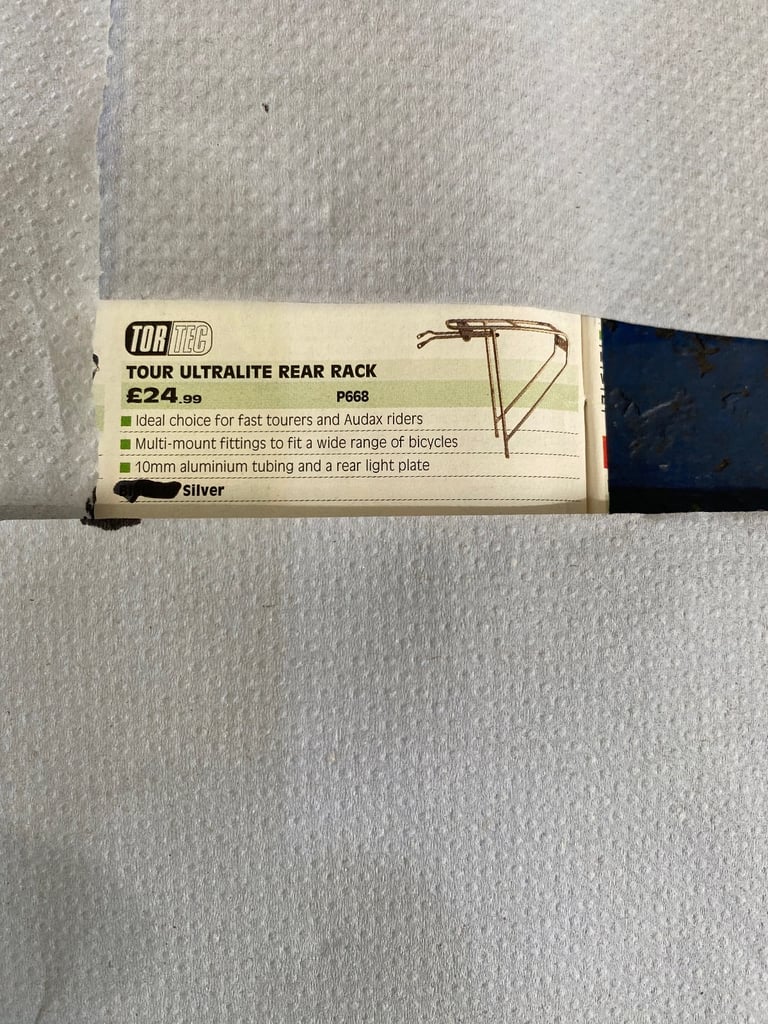 TORTEC
TOUR ULTRALITE REAR RACK
£24.99 P668
Ideal choice for fast tourers and Audax riders
Multi-mount fittings to fit a wide range of bicycles
10mm aluminium tubing and a rear light plate
Silver